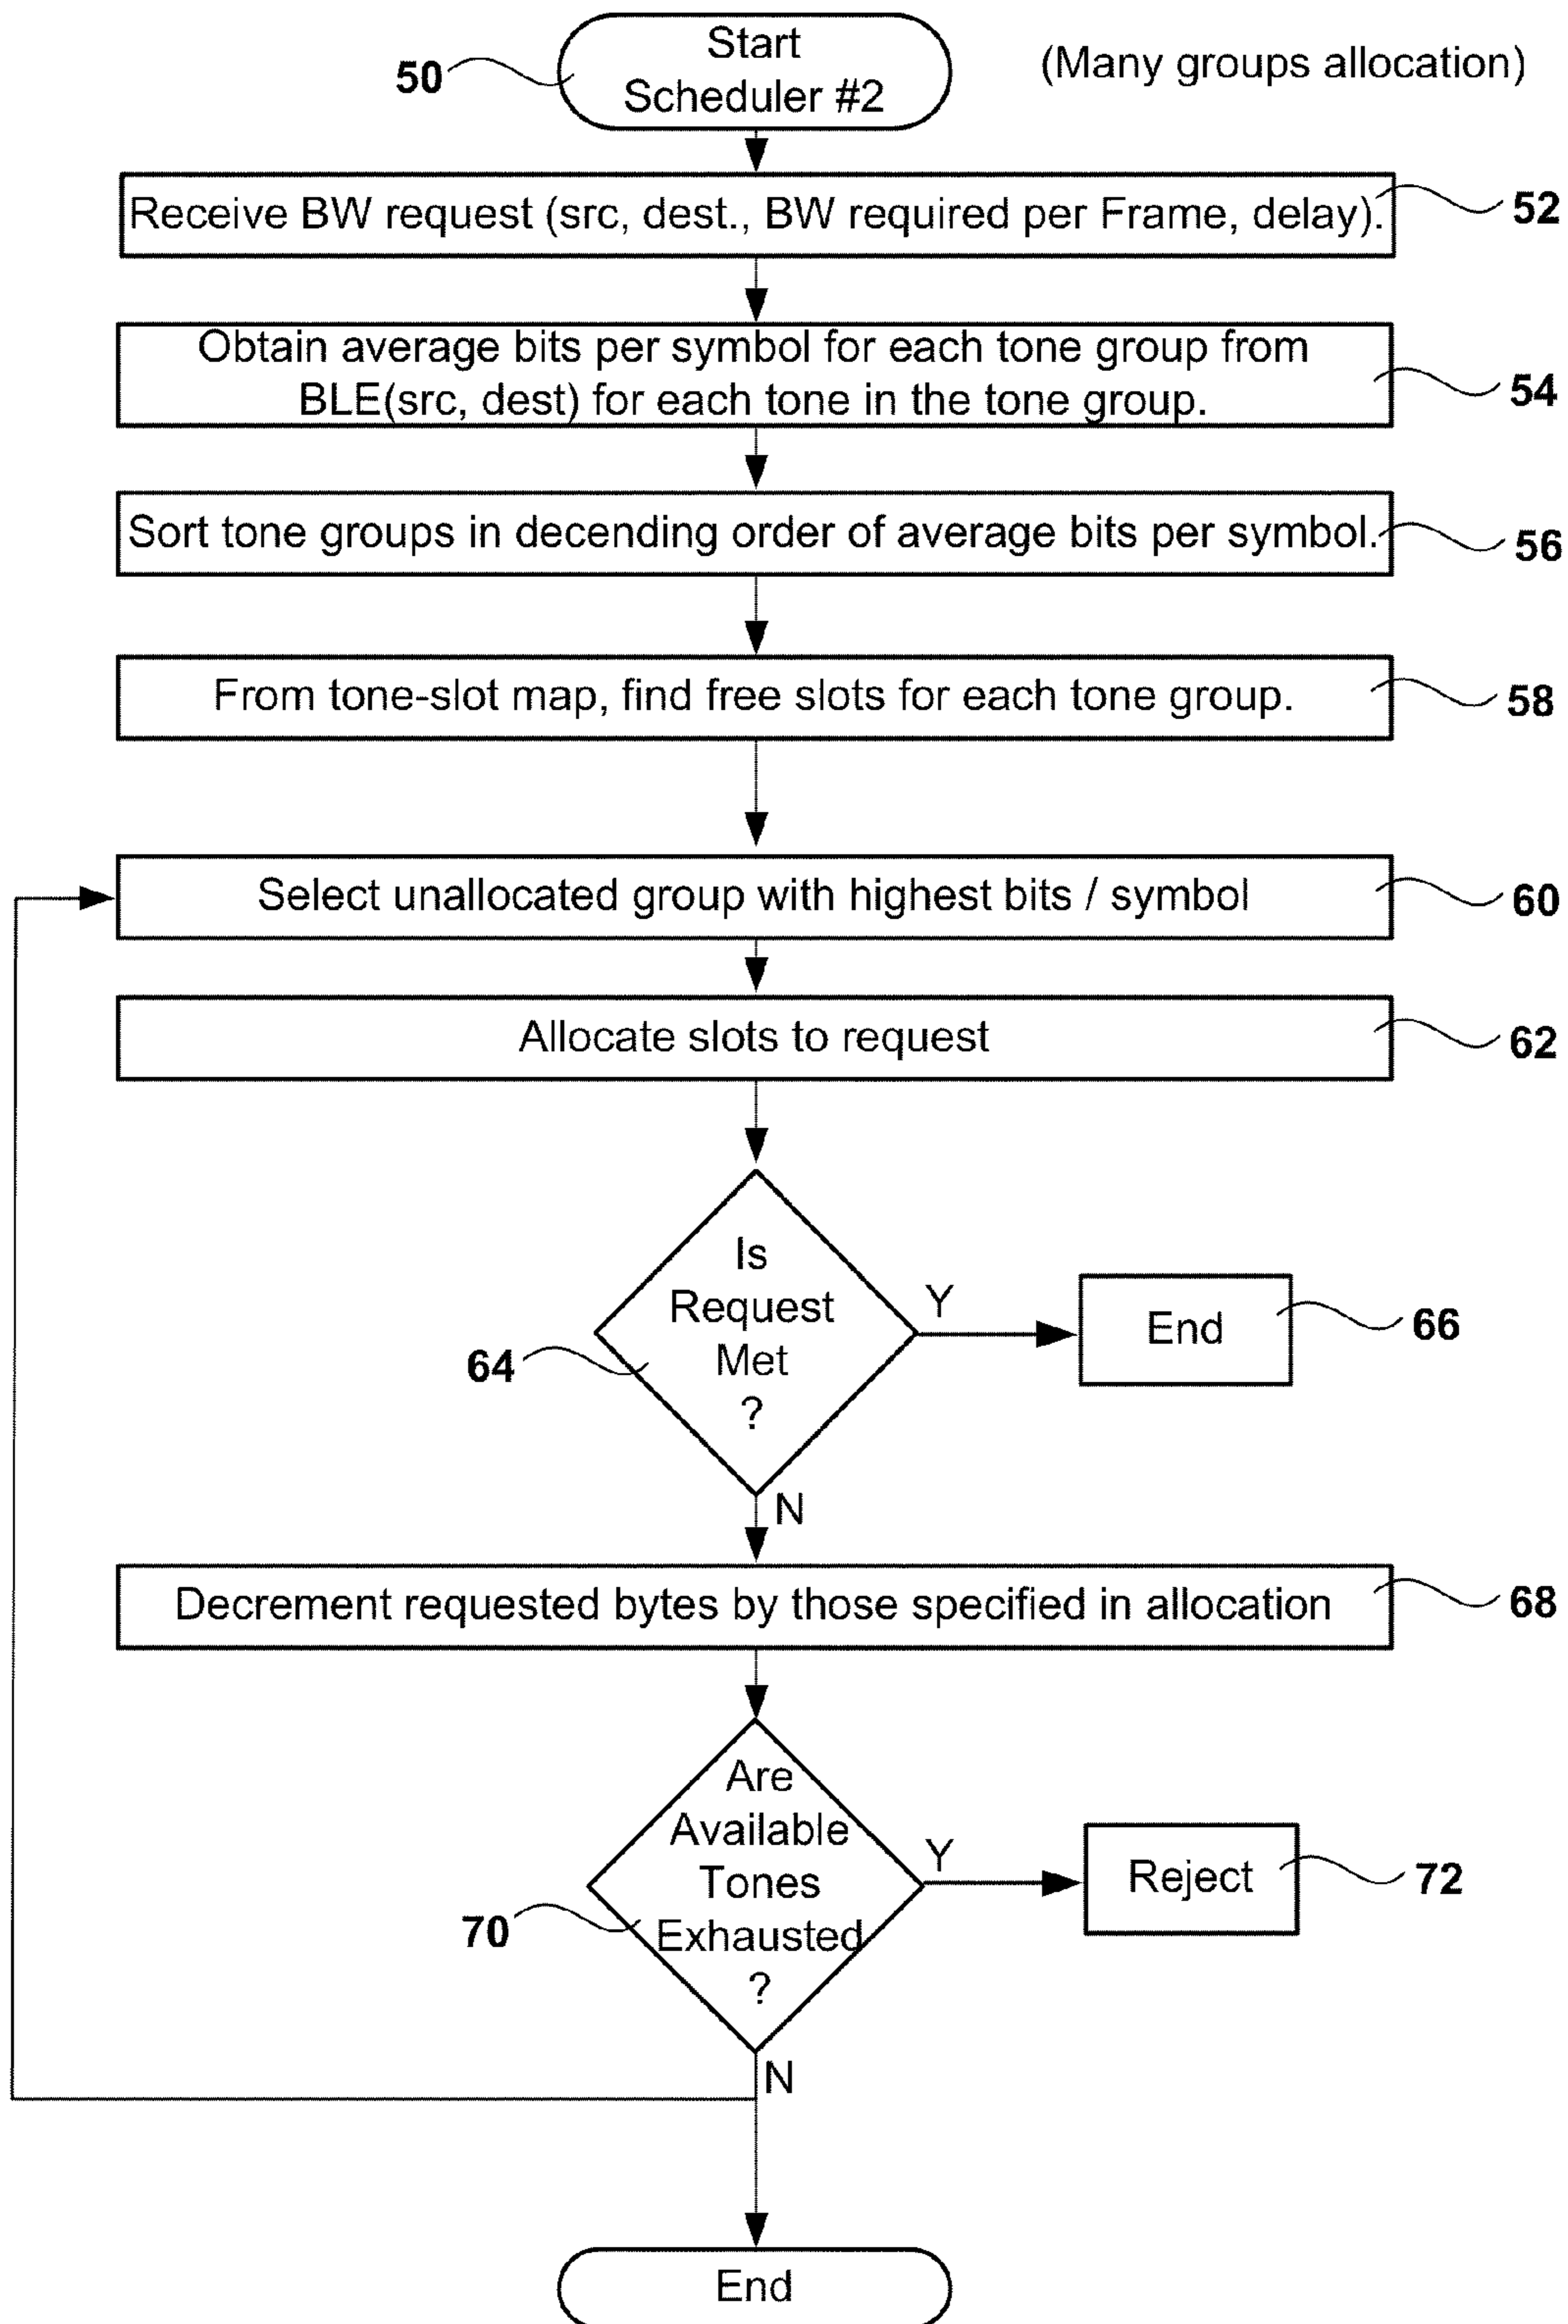 Start
Scheduler #2
(Many groups allocation)
50
Receive BW request (src, dest., BW required per Frame, delay).
52
Obtain average bits per symbol for each tone group from
BLE(src, dest) for each tone in the tone group.
54
Sort tone groups in decending order of average bits per symbol.
56
From tone-slot map, find free slots for each tone group.
58
Select unallocated group with highest bits / symbol
60
Allocate slots to request
62
Is
Request
Met
?
64
Y
End
66
N
Decrement requested bytes by those specified in allocation
68
Are
Available
Tones
Exhausted
?
70
Y
Reject
72
N
End